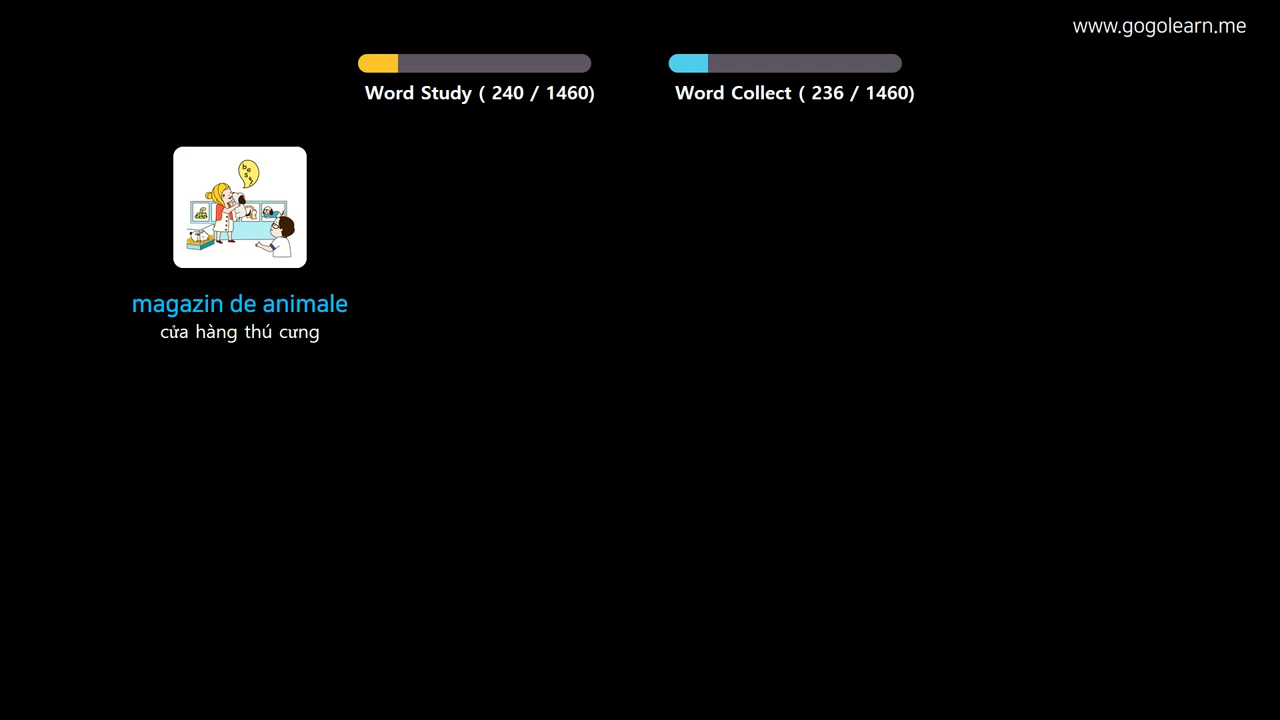 www.gogolearn.me
Word Study ( 240 / 1460)
Word Collect ( 236 / 1460)
magazin de animale
cửa hàng thú cưng